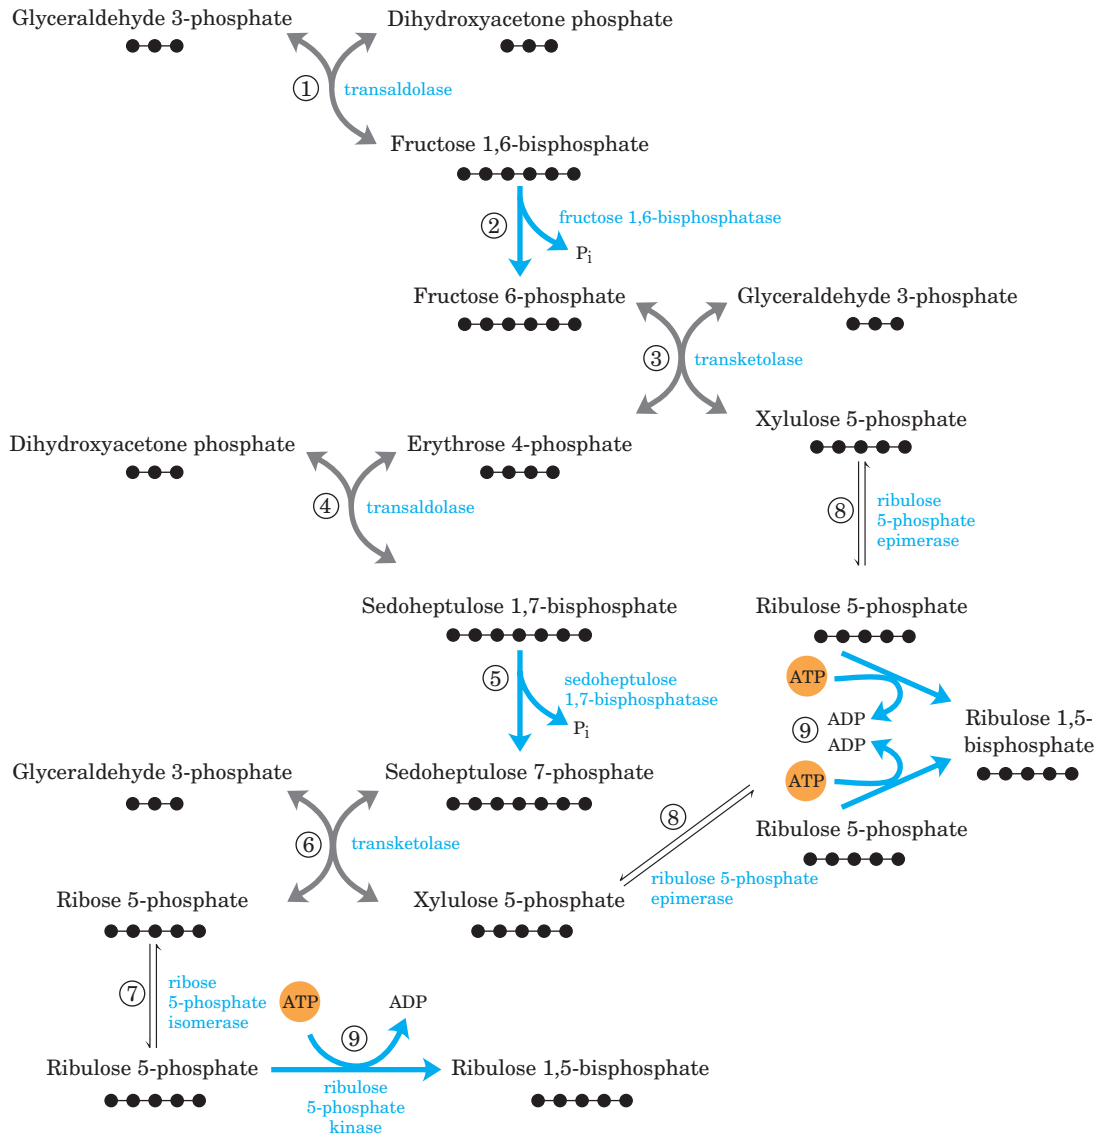 Glyceraldehyde 3-phosphate
Dihydroxyacetone phosphate
①
transaldolase
Fructose 1,6-bisphosphate
②
fructose 1,6-bisphosphatase
Pi
Fructose 6-phosphate
Glyceraldehyde 3-phosphate
③
transketolase
Xylulose 5-phosphate
Dihydroxyacetone phosphate
Erythrose 4-phosphate
④
transaldolase
⑧
ribulose
5-phosphate
epimerase
Sedoheptulose 1,7-bisphosphate
Ribulose 5-phosphate
⑤
sedoheptulose
1,7-bisphosphatase
Pi
ATP
ADP
⑨
ADP
ATP
Ribulose 1,5-
bisphosphate
Glyceraldehyde 3-phosphate
Sedoheptulose 7-phosphate
Ribulose 5-phosphate
⑥
transketolase
⑧
ribulose 5-phosphate
epimerase
Ribose 5-phosphate
Xylulose 5-phosphate
⑦
ribose
5-phosphate
isomerase
ATP
ADP
⑨
Ribulose 5-phosphate
Ribulose 1,5-bisphosphate
ribulose
5-phosphate
kinase